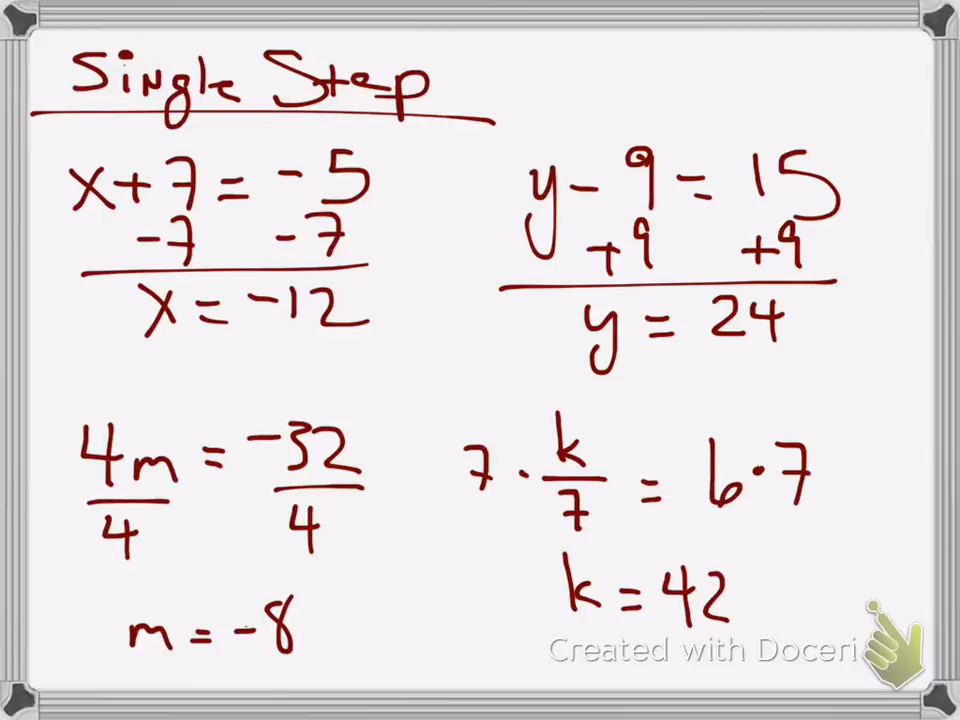 Single Step
x + 7 = -5
-7 -7
x = -12
y - 9 = 15
+9 +9
y = 24
4m = -32
4 4
m = -8
7 · k = 6 · 7
7
k = 42
Created with Doceri